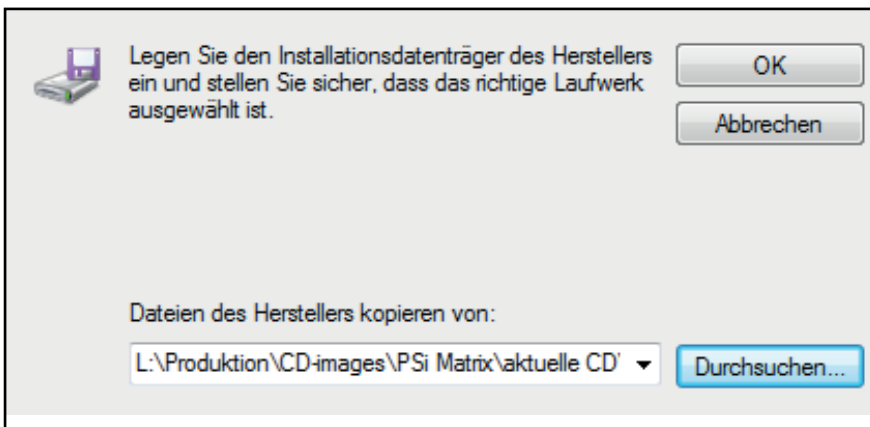 Legen Sie den Installationsdatenträger des Herstellers
ein und stellen Sie sicher, dass das richtige Laufwerk
ausgewählt ist.
OK
Abbrechen
Dateien des Herstellers kopieren von:
L:\Produktion\CD-images\PSi Matrix\aktuelle CD\
Durchsuchen...